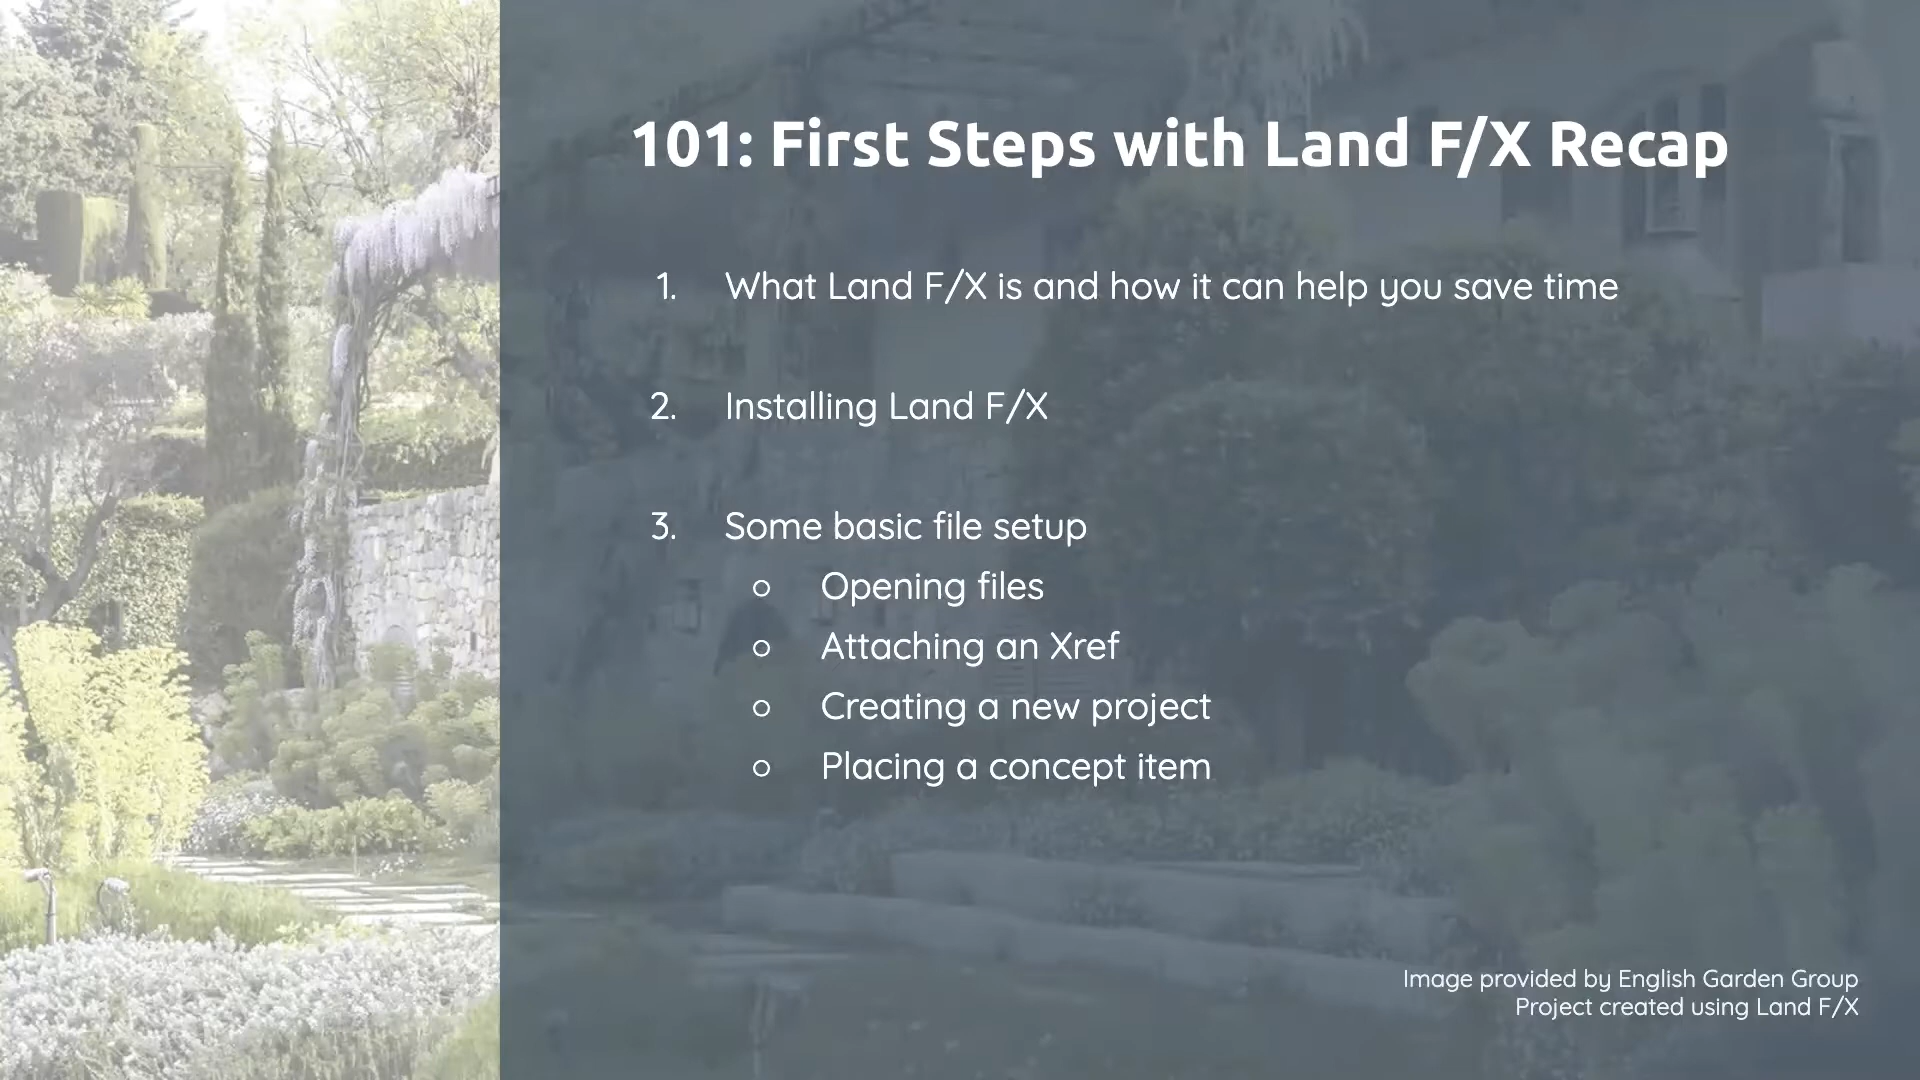 101: First Steps with Land F/X Recap
1. What Land F/X is and how it can help you save time
2. Installing Land F/X
3. Some basic file setup
○ Opening files
○ Attaching an Xref
○ Creating a new project
○ Placing a concept item
Image provided by English Garden Group
Project created using Land F/X